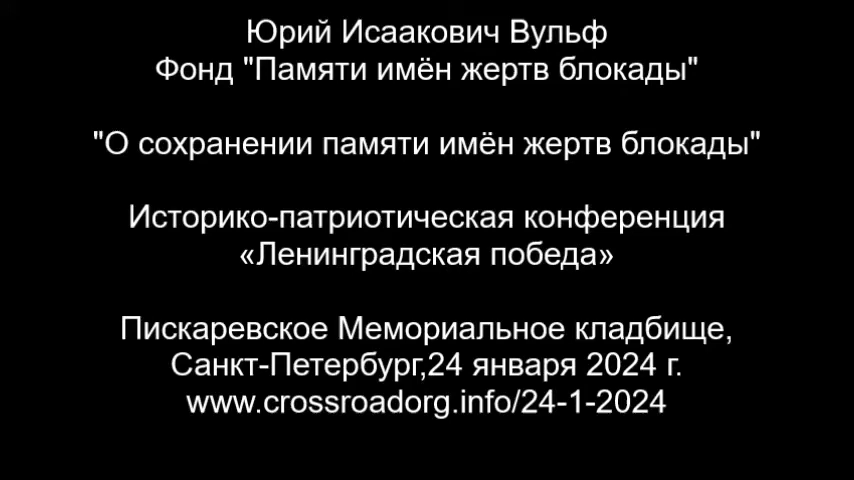 Юрий Исаакович Вульф
Фонд "Памяти имён жертв блокады"
"О сохранении памяти имён жертв блокады"
Историко-патриотическая конференция
«Ленинградская победа»
Пискаревское Мемориальное кладбище,
Санкт-Петербург,24 января 2024 г.
www.crossroadorg.info/24-1-2024